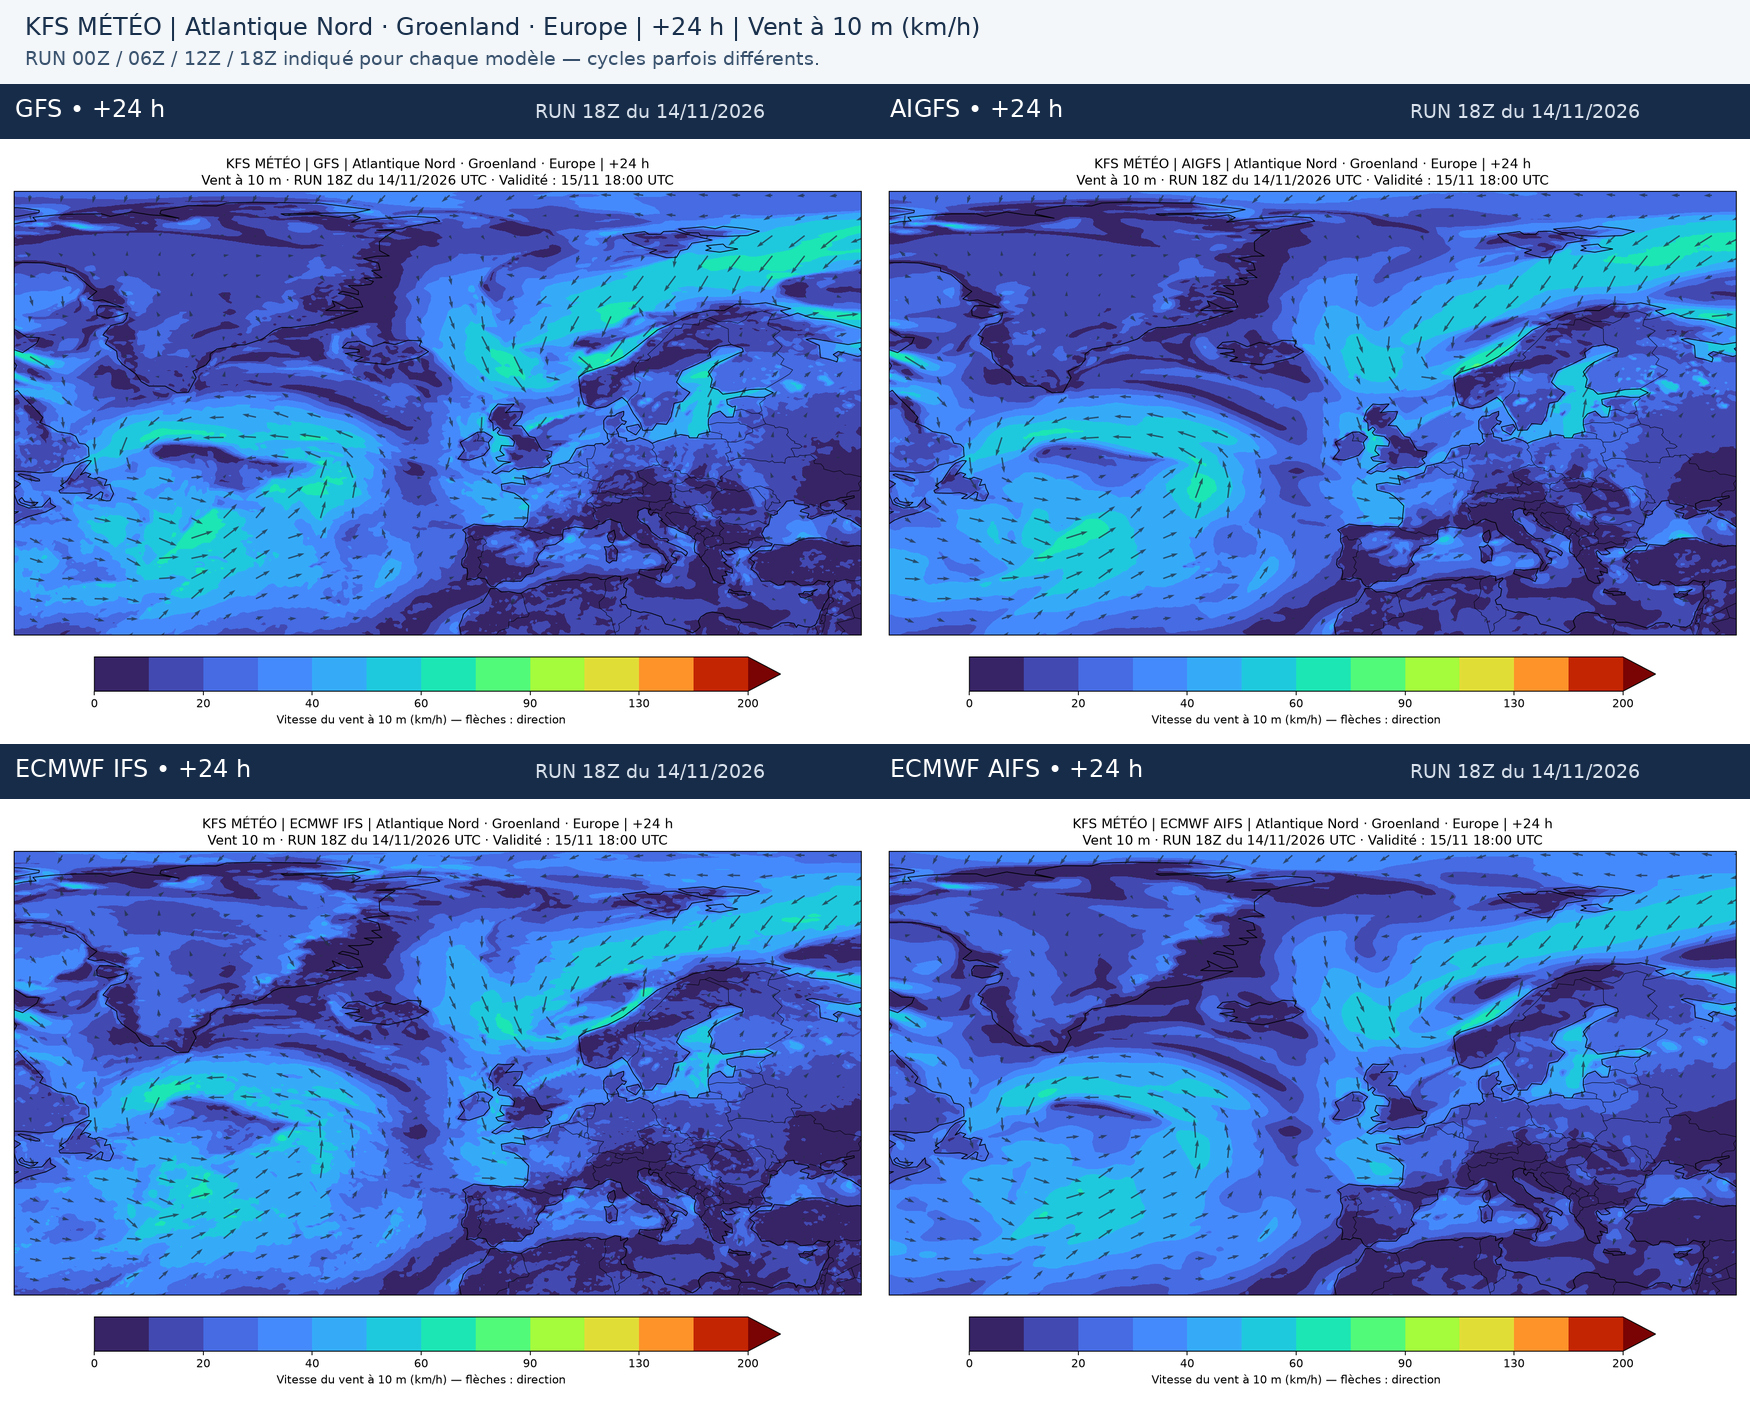 KFS MÉTÉO | Atlantique Nord · Groenland · Europe | +24 h | Vent à 10 m (km/h)
RUN 00Z / 06Z / 12Z / 18Z indiqué pour chaque modèle — cycles parfois différents.
GFS • +24 h
RUN 18Z du 14/11/2026
KFS MÉTÉO | GFS | Atlantique Nord · Groenland · Europe | +24 h
Vent à 10 m · RUN 18Z du 14/11/2026 UTC · Validité : 15/11 18:00 UTC
0 20 40 60 90 130 200
Vitesse du vent à 10 m (km/h) — flèches : direction
AIGFS • +24 h
RUN 18Z du 14/11/2026
KFS MÉTÉO | AIGFS | Atlantique Nord · Groenland · Europe | +24 h
Vent à 10 m · RUN 18Z du 14/11/2026 UTC · Validité : 15/11 18:00 UTC
0 20 40 60 90 130 200
Vitesse du vent à 10 m (km/h) — flèches : direction
ECMWF IFS • +24 h
RUN 18Z du 14/11/2026
KFS MÉTÉO | ECMWF IFS | Atlantique Nord · Groenland · Europe | +24 h
Vent 10 m · RUN 18Z du 14/11/2026 UTC · Validité : 15/11 18:00 UTC
0 20 40 60 90 130 200
Vitesse du vent à 10 m (km/h) — flèches : direction
ECMWF AIFS • +24 h
RUN 18Z du 14/11/2026
KFS MÉTÉO | ECMWF AIFS | Atlantique Nord · Groenland · Europe | +24 h
Vent 10 m · RUN 18Z du 14/11/2026 UTC · Validité : 15/11 18:00 UTC
0 20 40 60 90 130 200
Vitesse du vent à 10 m (km/h) — flèches : direction